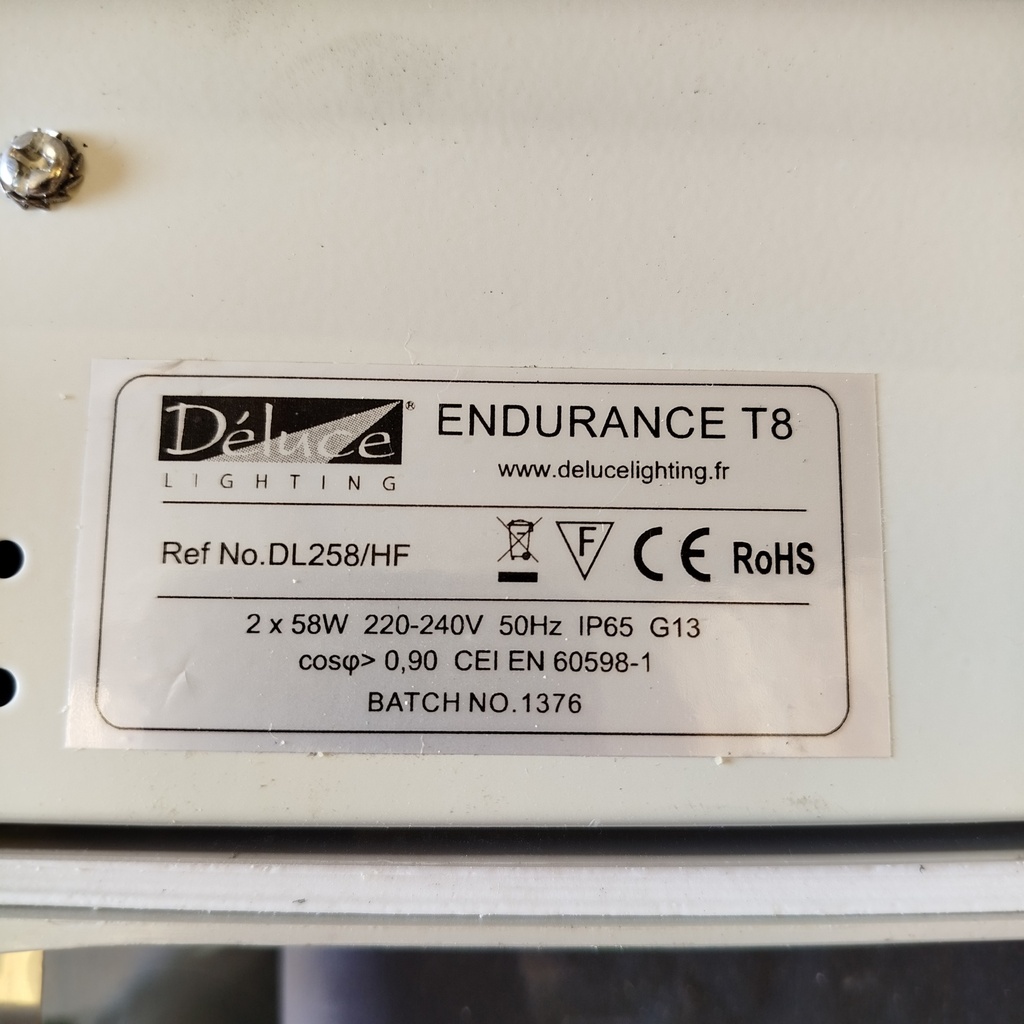 Déluce® ENDURANCE T8
LIGHTING www.delucelighting.fr
Ref No.DL258/HF F CE RoHS
2 x 58W 220-240V 50Hz IP65 G13
cosφ> 0,90 CEI EN 60598-1
BATCH NO.1376